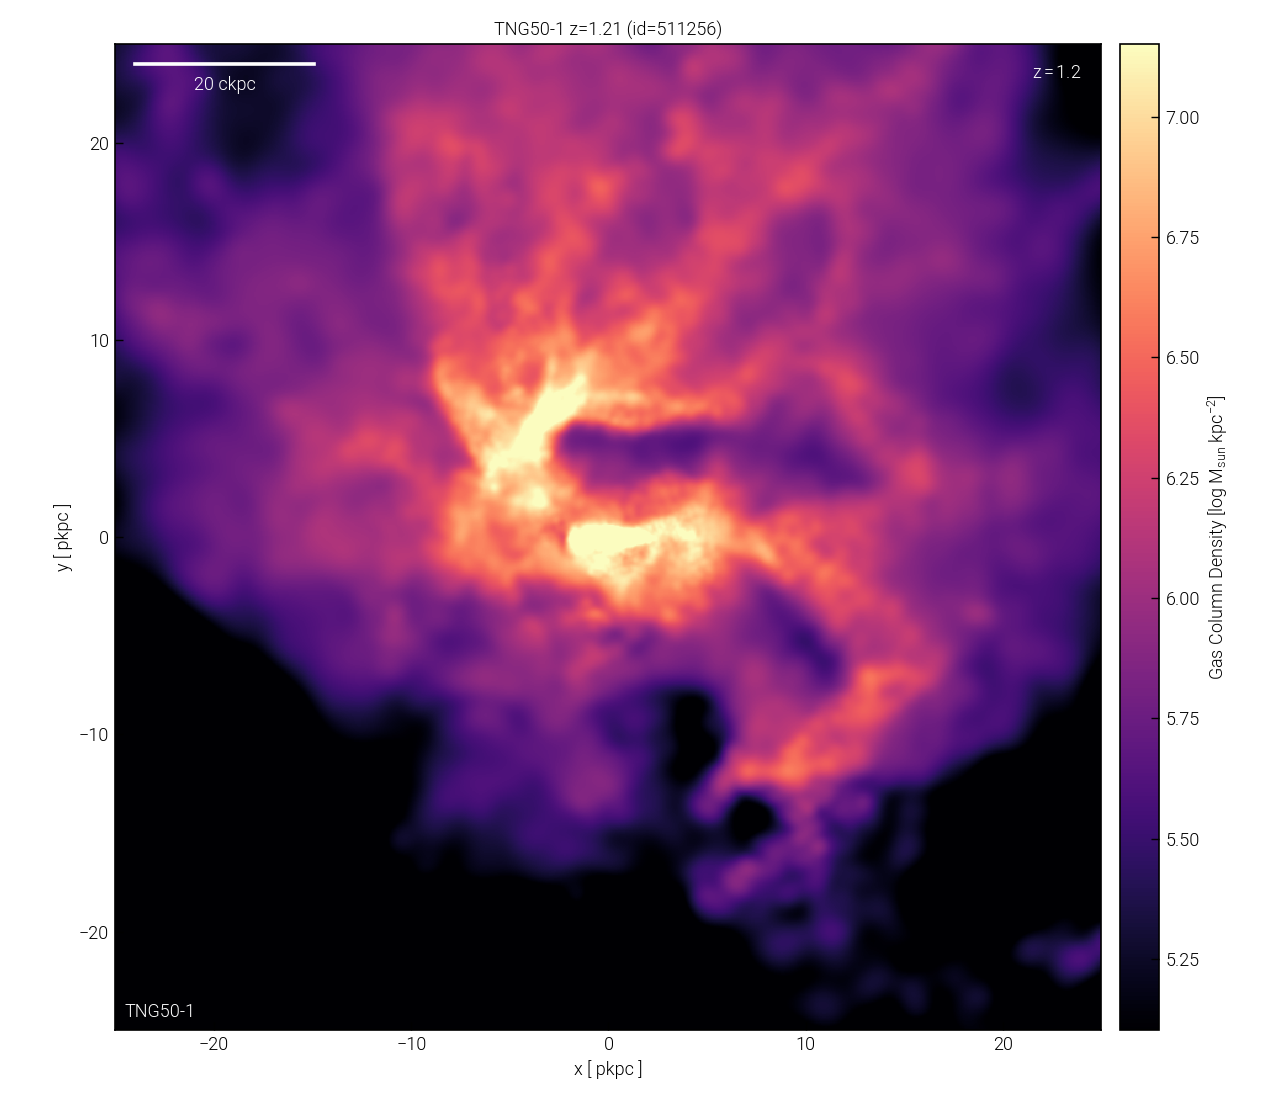 TNG50-1 z=1.21 (id=511256)
20 ckpc
z=1.2
TNG50-1
20
10
0
−10
−20
y [ pkpc ]
−20
−10
0
10
20
x [ pkpc ]
7.00
6.75
6.50
6.25
6.00
5.75
5.50
5.25
Gas Column Density [log M_sun kpc^−2]